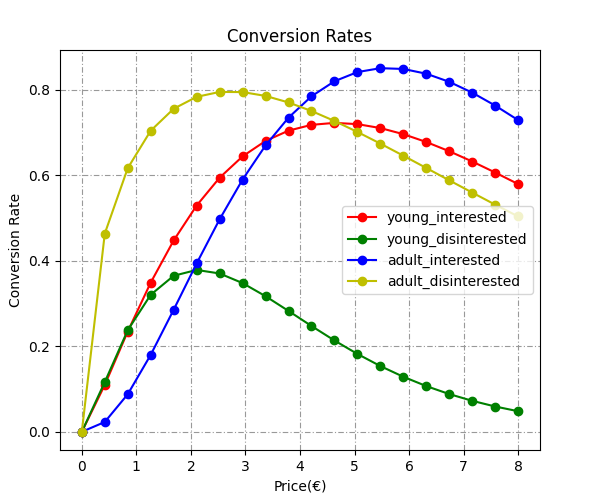 Conversion Rates
Conversion Rate
0.8
0.6
0.4
0.2
0.0
young_interested
young_disinterested
adult_interested
adult_disinterested
0 1 2 3 4 5 6 7 8
Price(€)